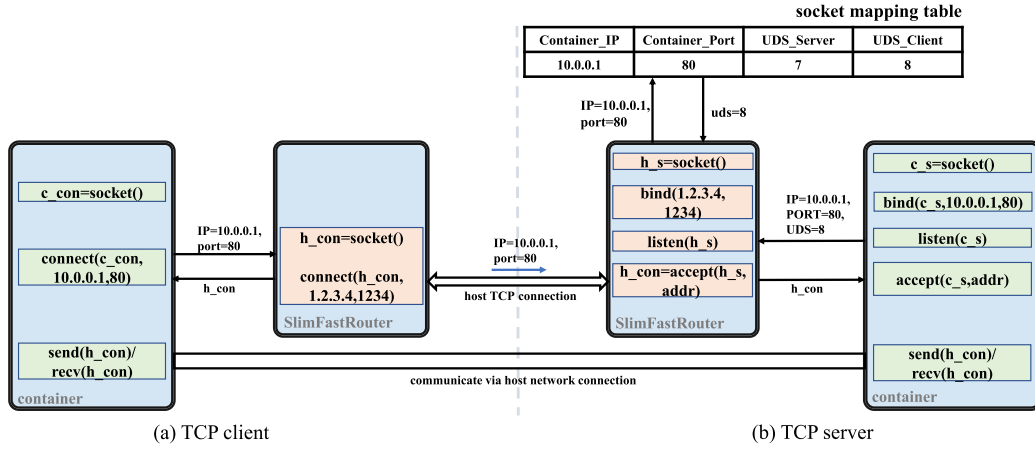 socket mapping table
Container_IP Container_Port UDS_Server UDS_Client
10.0.0.1 80 7 8
IP=10.0.0.1,
port=80
uds=8
c_con=socket()
connect(c_con,
10.0.0.1,80)
send(h_con)/
recv(h_con)
container
IP=10.0.0.1,
port=80
h_con
h_con=socket()
connect(h_con,
1.2.3.4,1234)
SlimFastRouter
IP=10.0.0.1,
port=80
host TCP connection
h_s=socket()
bind(1.2.3.4,
1234)
listen(h_s)
h_con=accept(h_s,
addr)
SlimFastRouter
IP=10.0.0.1,
PORT=80,
UDS=8
h_con
c_s=socket()
bind(c_s,10.0.0.1,80)
listen(c_s)
accept(c_s,addr)
send(h_con)/
recv(h_con)
container
communicate via host network connection
(a) TCP client
(b) TCP server